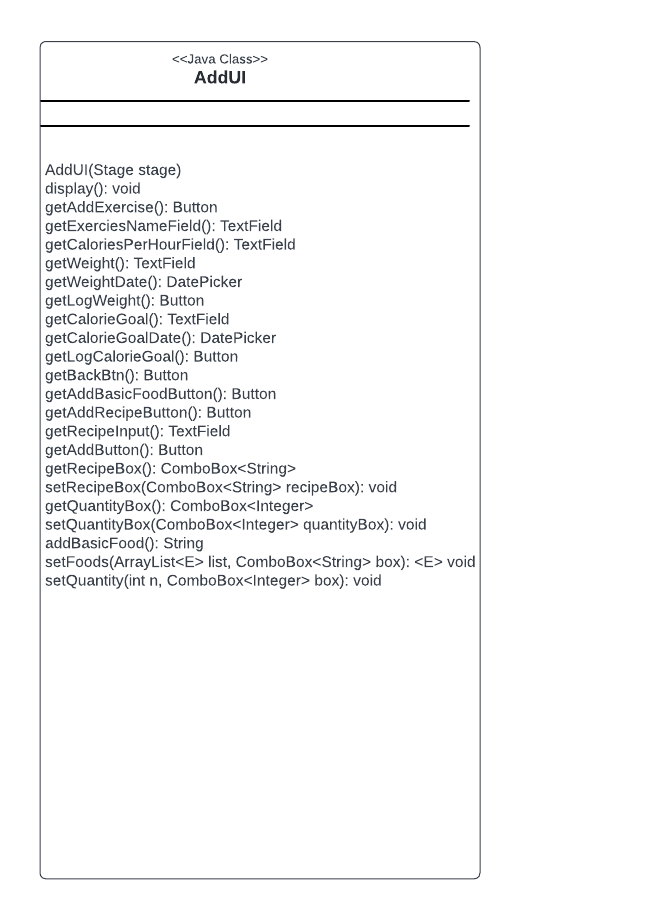 <<Java Class>>
AddUI
AddUI(Stage stage)
display(): void
getAddExercise(): Button
getExerciesNameField(): TextField
getCaloriesPerHourField(): TextField
getWeight(): TextField
getWeightDate(): DatePicker
getLogWeight(): Button
getCalorieGoal(): TextField
getCalorieGoalDate(): DatePicker
getLogCalorieGoal(): Button
getBackBtn(): Button
getAddBasicFoodButton(): Button
getAddRecipeButton(): Button
getRecipeInput(): TextField
getAddButton(): Button
getRecipeBox(): ComboBox<String>
setRecipeBox(ComboBox<String> recipeBox): void
getQuantityBox(): ComboBox<Integer>
setQuantityBox(ComboBox<Integer> quantityBox): void
addBasicFood(): String
setFoods(ArrayList<E> list, ComboBox<String> box): <E> void
setQuantity(int n, ComboBox<Integer> box): void